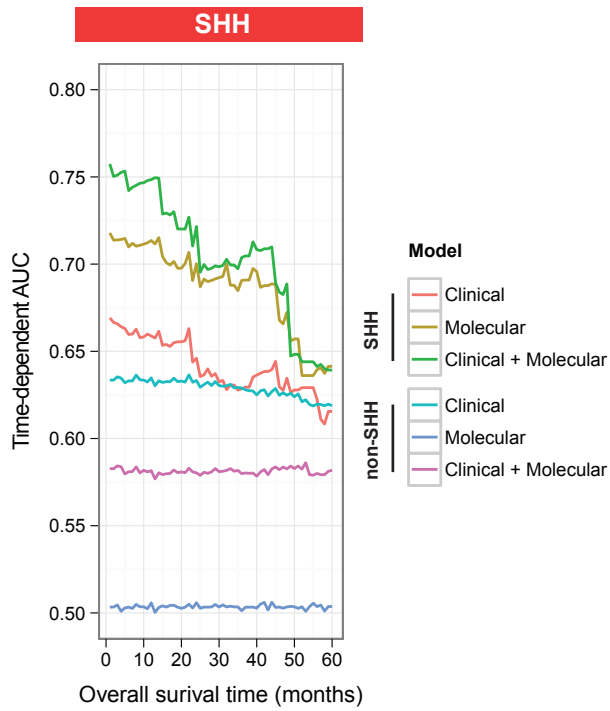 SHH
0.80
0.75
0.70
0.65
0.60
0.55
0.50
Time-dependent AUC
0 10 20 30 40 50 60
Overall surival time (months)
Model
SHH
Clinical
Molecular
Clinical + Molecular
non-SHH
Clinical
Molecular
Clinical + Molecular